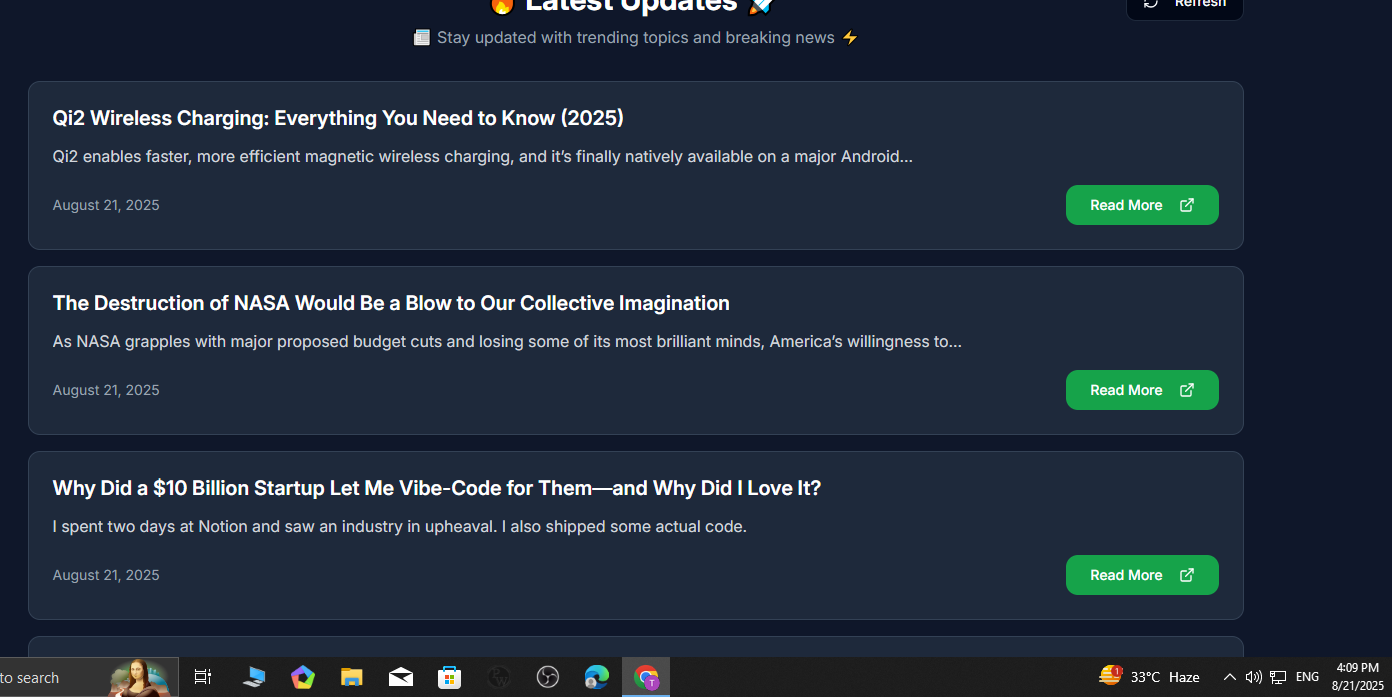 🔥 Latest Updates 🚀
Refresh
📰 Stay updated with trending topics and breaking news ⚡
Qi2 Wireless Charging: Everything You Need to Know (2025)
Qi2 enables faster, more efficient magnetic wireless charging, and it’s finally natively available on a major Android...
August 21, 2025
Read More
The Destruction of NASA Would Be a Blow to Our Collective Imagination
As NASA grapples with major proposed budget cuts and losing some of its most brilliant minds, America’s willingness to...
August 21, 2025
Read More
Why Did a $10 Billion Startup Let Me Vibe-Code for Them—and Why Did I Love It?
I spent two days at Notion and saw an industry in upheaval. I also shipped some actual code.
August 21, 2025
Read More
to search
T
1
33°C Haze
ENG
4:09 PM
8/21/2025